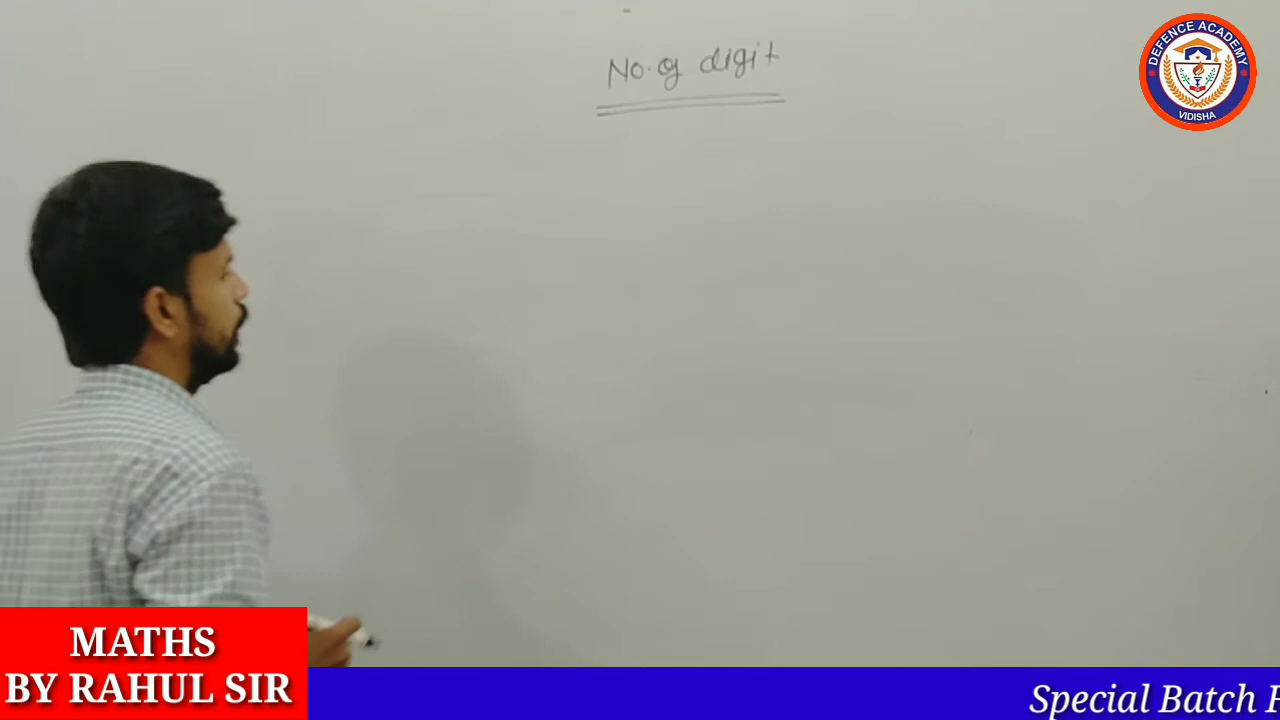 No. of digit
DEFENCE ACADEMY
VIDISHA
MATHS
BY RAHUL SIR
Special Batch F